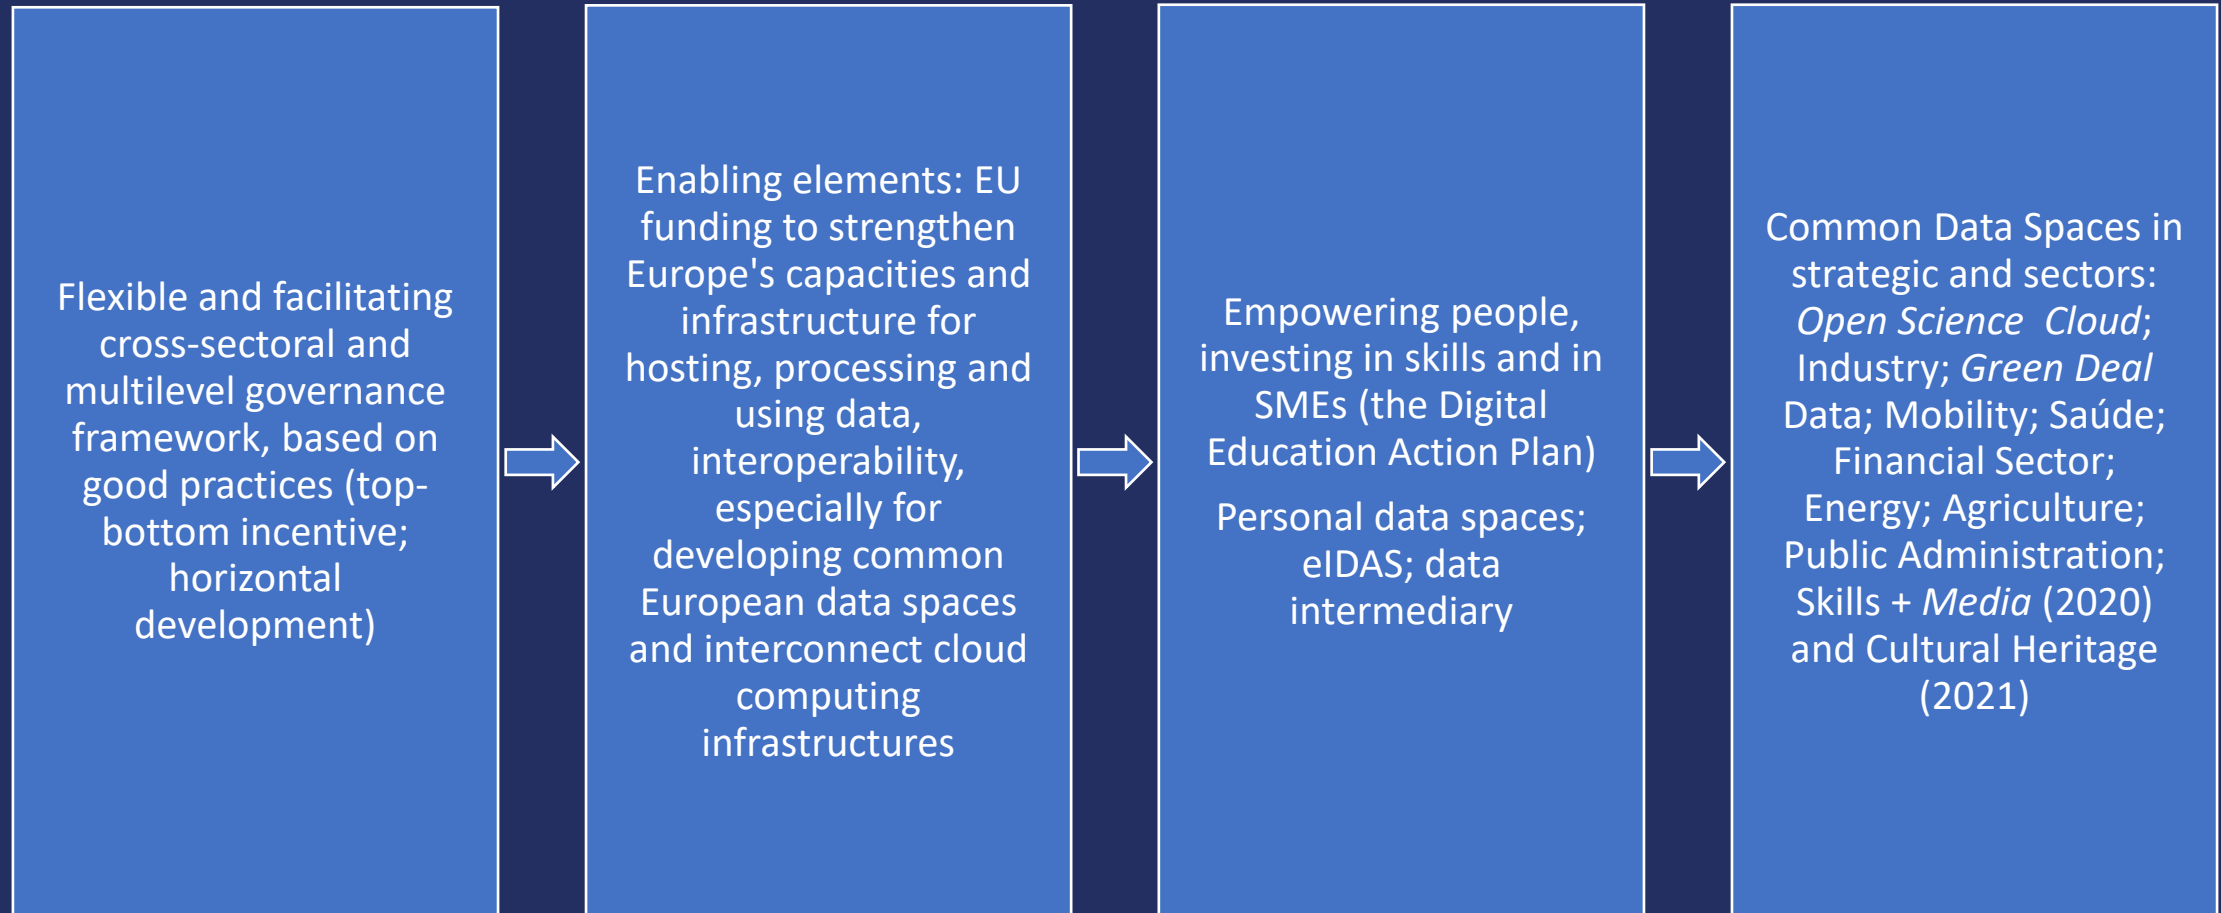 Flexible and facilitating
cross-sectoral and
multilevel governance
framework, based on
good practices (top-
bottom incentive;
horizontal
development)
Enabling elements: EU
funding to strengthen
Europe's capacities and
infrastructure for
hosting, processing and
using data,
interoperability,
especially for
developing common
European data spaces
and interconnect cloud
computing
infrastructures
Empowering people,
investing in skills and in
SMEs (the Digital
Education Action Plan)
Personal data spaces;
eIDAS; data
intermediary
Common Data Spaces in
strategic and sectors:
Open Science  Cloud;
Industry; Green Deal
Data; Mobility; Saúde;
Financial Sector;
Energy; Agriculture;
Public Administration;
Skills + Media (2020)
and Cultural Heritage
(2021)